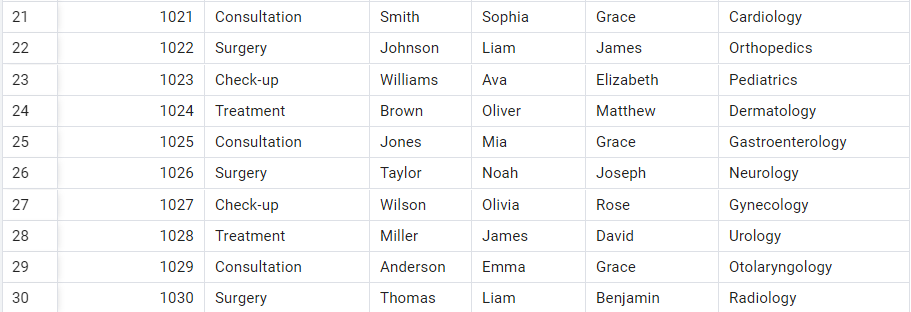 21 1021 Consultation Smith Sophia Grace Cardiology
22 1022 Surgery Johnson Liam James Orthopedics
23 1023 Check-up Williams Ava Elizabeth Pediatrics
24 1024 Treatment Brown Oliver Matthew Dermatology
25 1025 Consultation Jones Mia Grace Gastroenterology
26 1026 Surgery Taylor Noah Joseph Neurology
27 1027 Check-up Wilson Olivia Rose Gynecology
28 1028 Treatment Miller James David Urology
29 1029 Consultation Anderson Emma Grace Otolaryngology
30 1030 Surgery Thomas Liam Benjamin Radiology